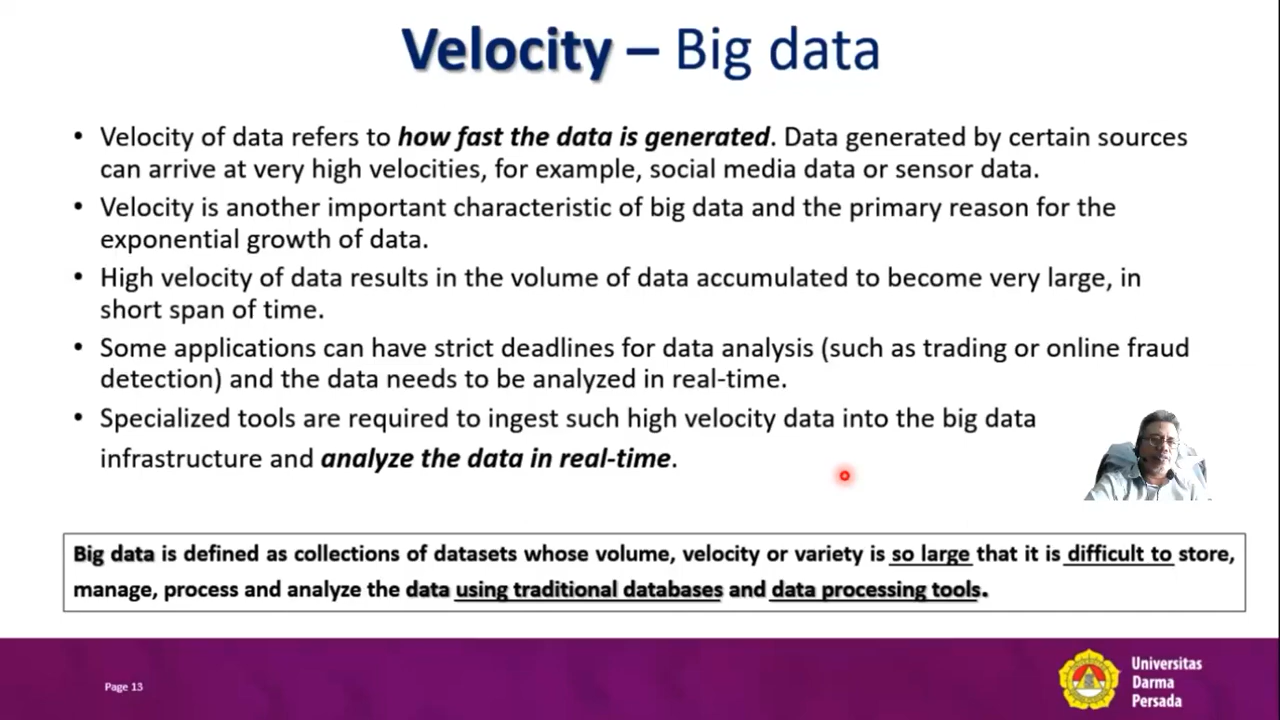 Velocity – Big data
• Velocity of data refers to how fast the data is generated. Data generated by certain sources
can arrive at very high velocities, for example, social media data or sensor data.
• Velocity is another important characteristic of big data and the primary reason for the
exponential growth of data.
• High velocity of data results in the volume of data accumulated to become very large, in
short span of time.
• Some applications can have strict deadlines for data analysis (such as trading or online fraud
detection) and the data needs to be analyzed in real-time.
• Specialized tools are required to ingest such high velocity data into the big data
infrastructure and analyze the data in real-time.
Big data is defined as collections of datasets whose volume, velocity or variety is so large that it is difficult to store,
manage, process and analyze the data using traditional databases and data processing tools.
Page 13
Universitas
Darma
Persada